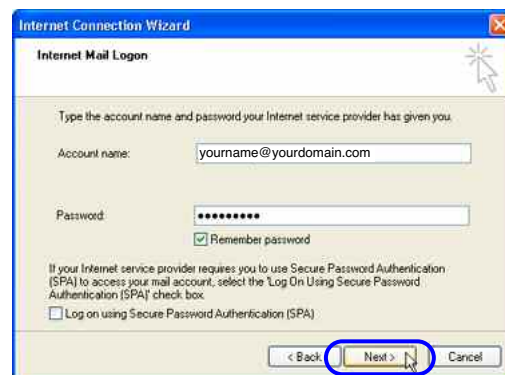 Internet Connection Wizard
Internet Mail Logon
Type the account name and password your Internet service provider has given you.
Account name:
yourname@yourdomain.com
Password:
•••••••••
Remember password
If your Internet service provider requires you to use Secure Password Authentication
(SPA) to access your mail account, select the 'Log On Using Secure Password
Authentication (SPA)' check box.
Log on using Secure Password Authentication (SPA)
< Back
Next >
Cancel